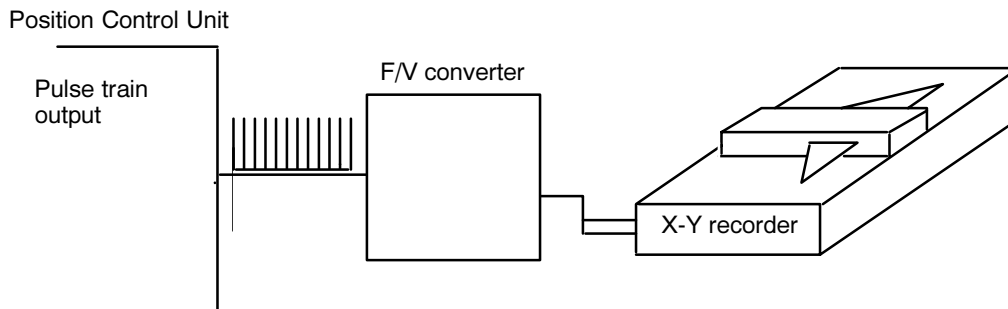 Position Control Unit
Pulse train
output
F/V converter
X-Y recorder